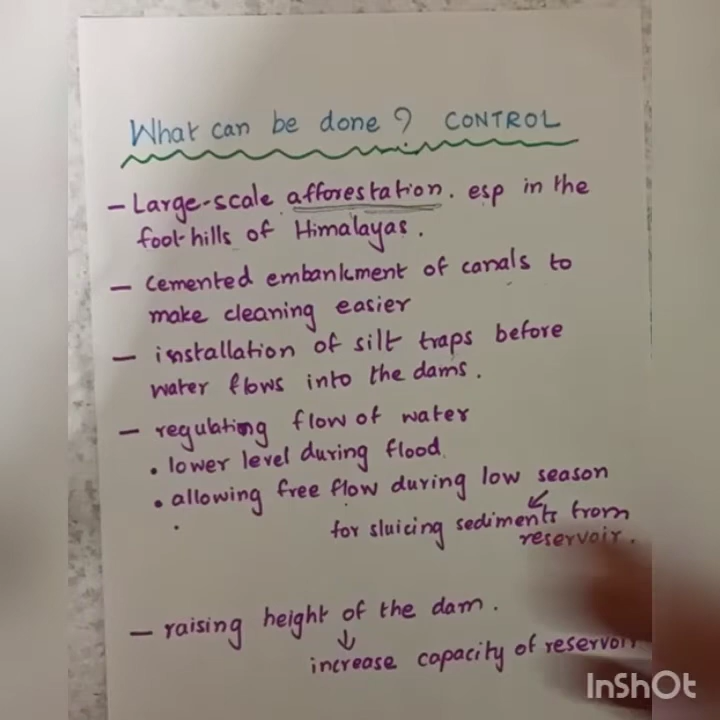 What can be done? CONTROL
- Large-scale afforestation. esp in the
foot-hills of Himalayas.
- Cemented embankment of canals to
make cleaning easier
- installation of silt traps before
water flows into the dams.
- regulating flow of water
• lower level during flood
• allowing free flow during low season
for sluicing sediments from
reservoir.
- raising height of the dam.
increase capacity of reservoir
InShOt